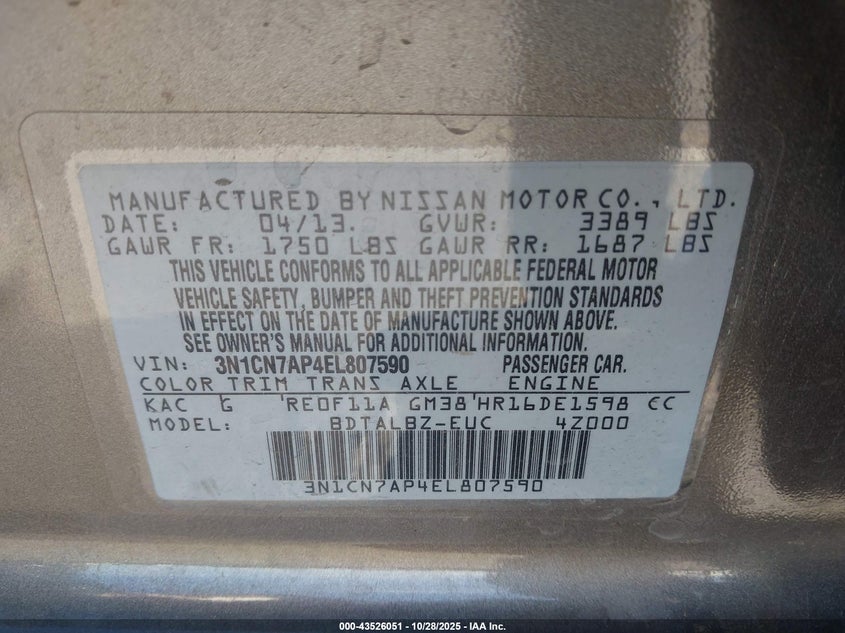 MANUFACTURED BY NISSAN MOTOR CO., LTD.
DATE: 04/13. GVWR: 3389 LBS
GAWR FR: 1750 LBS GAWR RR: 1687 LBS
THIS VEHICLE CONFORMS TO ALL APPLICABLE FEDERAL MOTOR
VEHICLE SAFETY, BUMPER AND THEFT PREVENTION STANDARDS
IN EFFECT ON THE DATE OF MANUFACTURE SHOWN ABOVE.
SEE OWNER'S MANUAL FOR ADDITIONAL INFORMATION.
VIN: 3N1CN7AP4EL807590 PASSENGER CAR.
COLOR TRIM TRANS AXLE ENGINE
KAC G RE0F11A GM38 HR16DE1598 CC
MODEL: BDTALBZ-EUC 4Z000
3N1CN7AP4EL807590
000-43526051 - 10/28/2025 - IAA Inc.